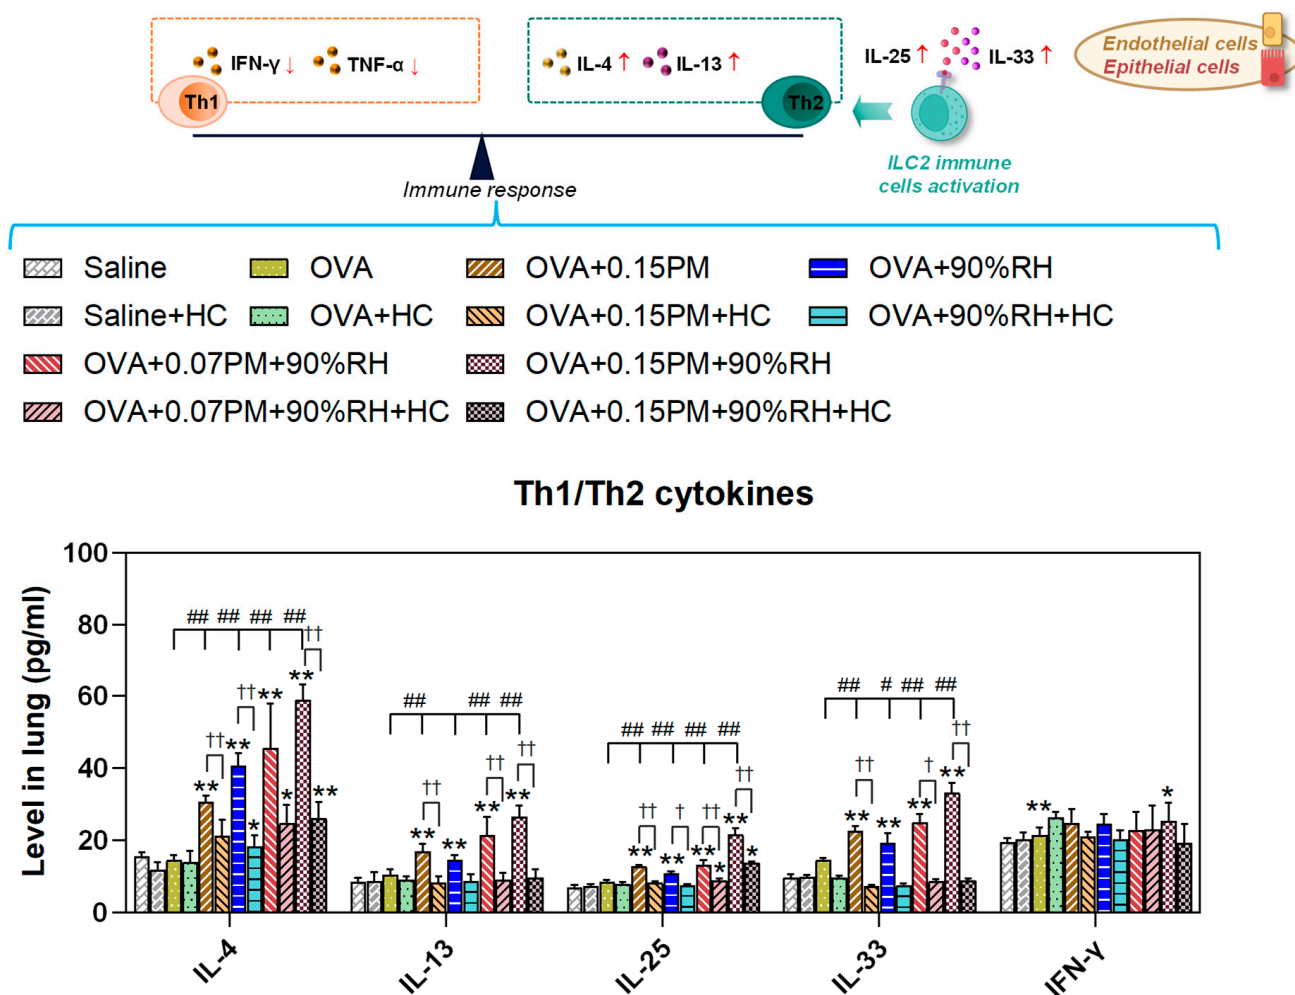 IFN-γ ↓ TNF-α ↓
IL-4 ↑ IL-13 ↑
IL-25 ↑ IL-33 ↑
Endothelial cells
Epithelial cells
Th1
Th2
ILC2 immune
cells activation
Immune response
Saline OVA OVA+0.15PM OVA+90%RH
Saline+HC OVA+HC OVA+0.15PM+HC OVA+90%RH+HC
OVA+0.07PM+90%RH OVA+0.15PM+90%RH
OVA+0.07PM+90%RH+HC OVA+0.15PM+90%RH+HC
Th1/Th2 cytokines
Level in lung (pg/ml)
100
80
60
40
20
0
## ## ## ##
††
**
††
**
††
**
*
**
*
**
## ## ##
††
**
**
††
**
††
**
## ## ## ##
††
**
†
**
††
**
*
††
**
*
## # ## ##
††
**
**
†
**
††
**
**
*
IL-4
IL-13
IL-25
IL-33
IFN-γ